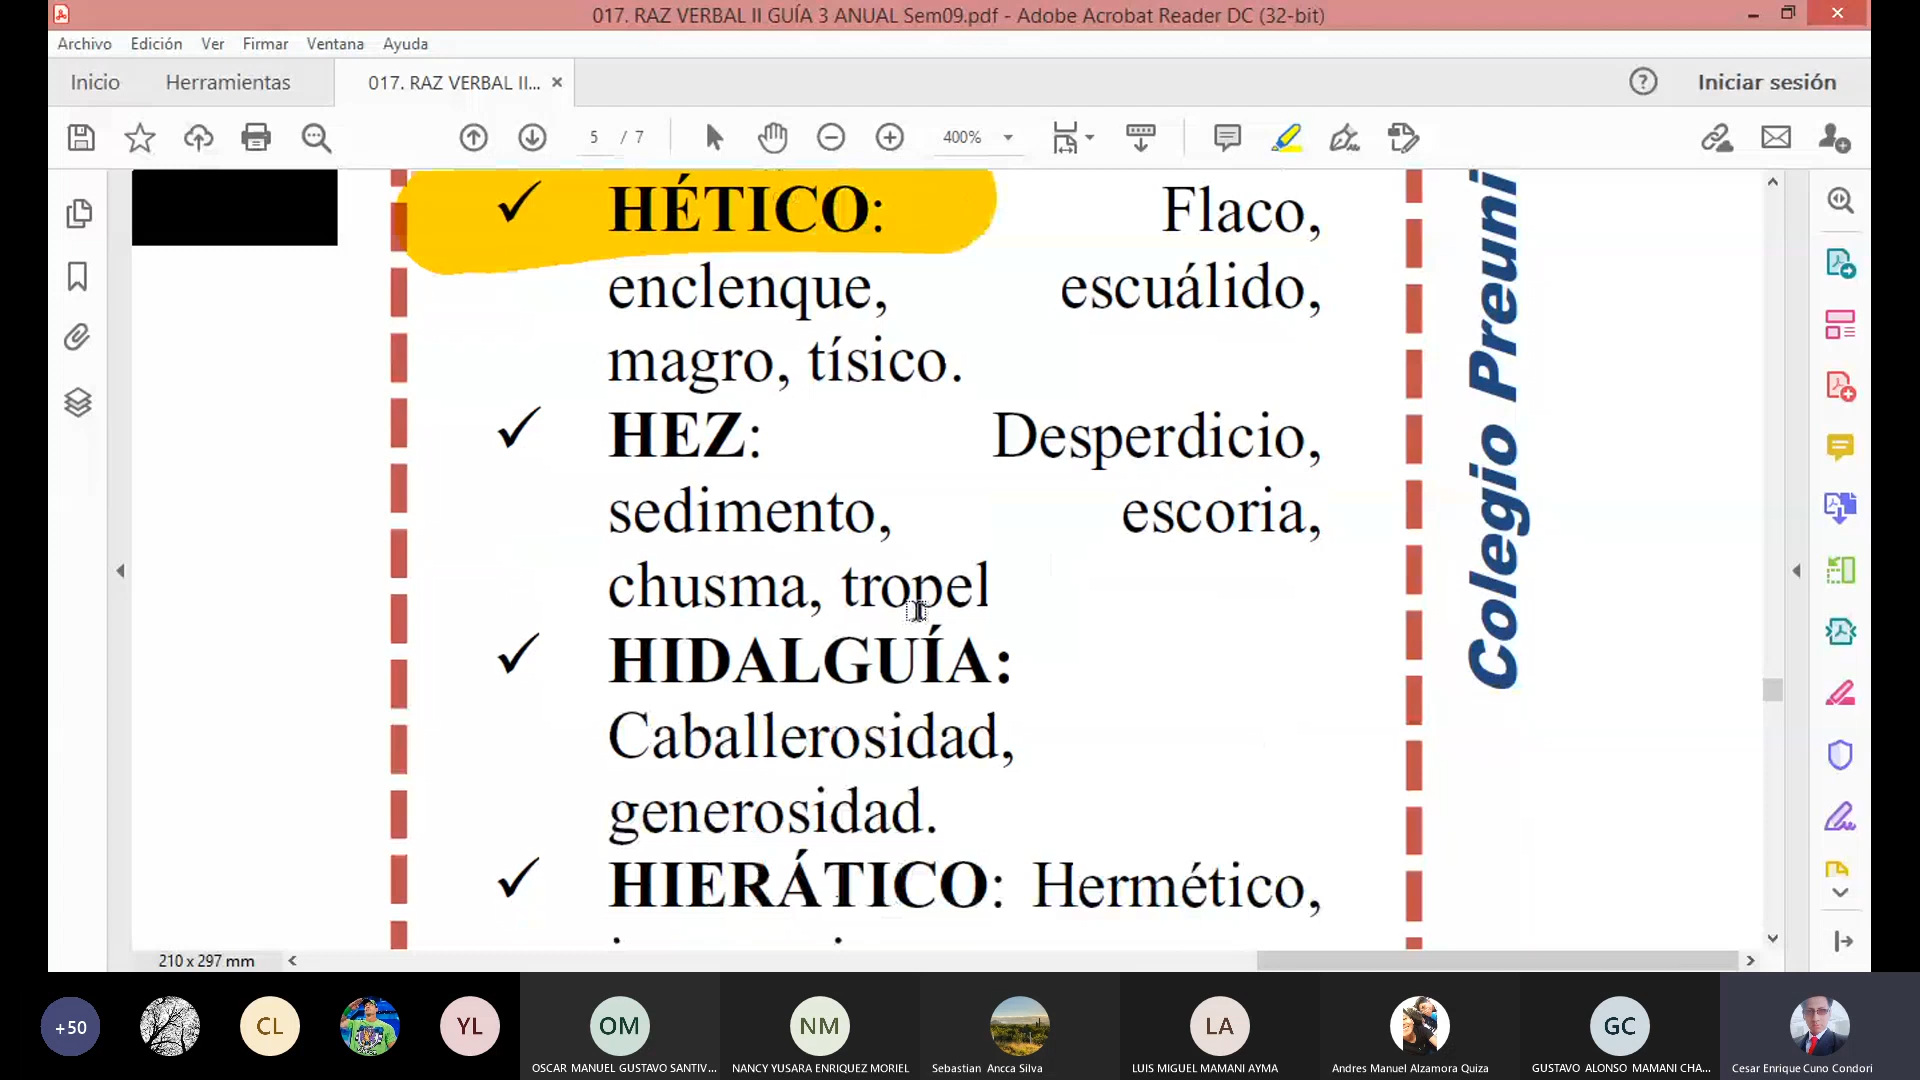 017. RAZ VERBAL II GUÍA 3 ANUAL Sem09.pdf - Adobe Acrobat Reader DC (32-bit)
Archivo Edición Ver Firmar Ventana Ayuda
Inicio Herramientas 017. RAZ VERBAL II... × Iniciar sesión
5 / 7 400%
✓ HÉTICO: Flaco,
enclenque, escuálido,
magro, tísico.
✓ HEZ: Desperdicio,
sedimento, escoria,
chusma, tropel
✓ HIDALGUÍA:
Caballerosidad,
generosidad.
✓ HIERÁTICO: Hermético,
Colegio Preuni
210 x 297 mm
+50 CL YL OM NM LA GC
OSCAR MANUEL GUSTAVO SANTIV... NANCY YUSARA ENRIQUEZ MORIEL Sebastian Ancca Silva LUIS MIGUEL MAMANI AYMA Andres Manuel Alzamora Quiza GUSTAVO ALONSO MAMANI CHA... Cesar Enrique Cuno Condori